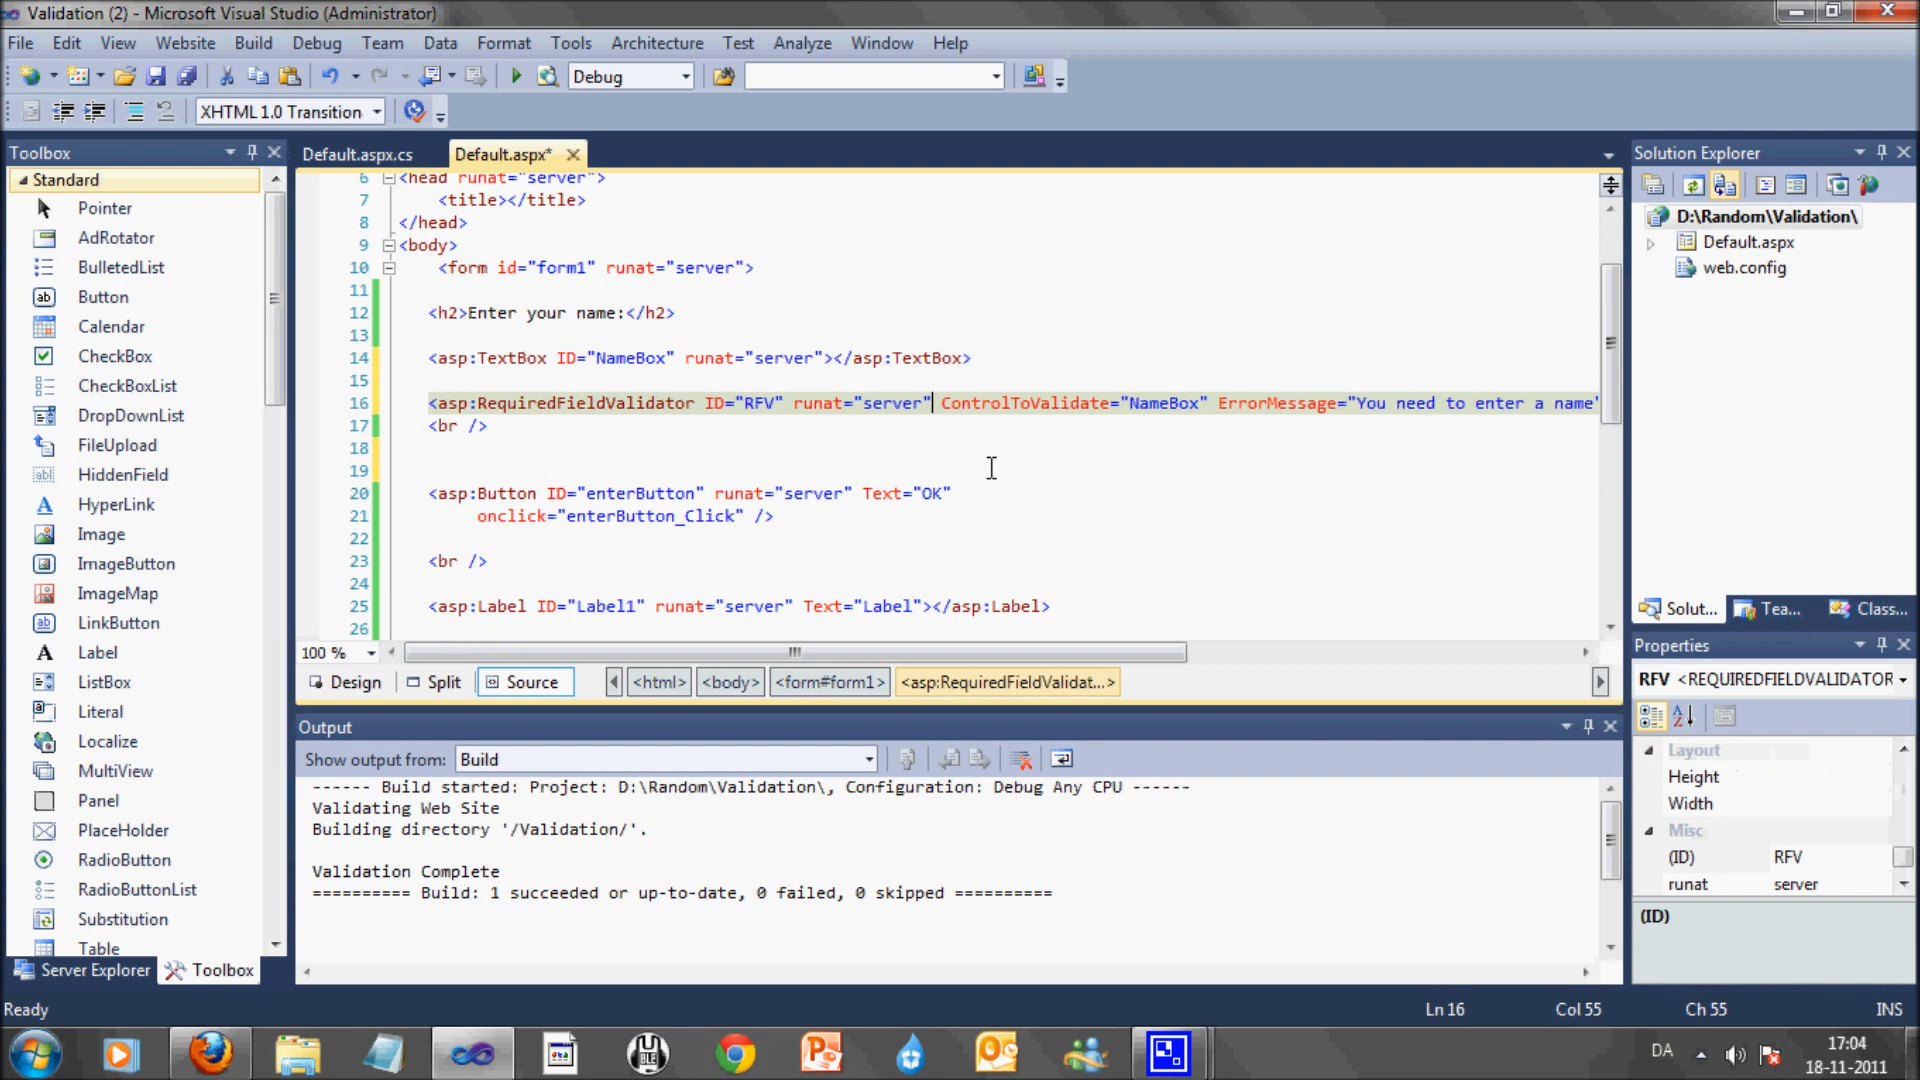 Validation (2) - Microsoft Visual Studio (Administrator)
File Edit View Website Build Debug Team Data Format Tools Architecture Test Analyze Window Help
Debug
XHTML 1.0 Transition
Toolbox
Standard
Pointer
AdRotator
BulletedList
Button
Calendar
CheckBox
CheckBoxList
DropDownList
FileUpload
HiddenField
HyperLink
Image
ImageButton
ImageMap
LinkButton
Label
ListBox
Literal
Localize
MultiView
Panel
PlaceHolder
RadioButton
RadioButtonList
Substitution
Table
Server Explorer Toolbox
Default.aspx.cs Default.aspx*
6 <head runat="server">
7 <title></title>
8 </head>
9 <body>
10 <form id="form1" runat="server">
11
12 <h2>Enter your name:</h2>
13
14 <asp:TextBox ID="NameBox" runat="server"></asp:TextBox>
15
16 <asp:RequiredFieldValidator ID="RFV" runat="server" ControlToValidate="NameBox" ErrorMessage="You need to enter a name"
17 <br />
18
19
20 <asp:Button ID="enterButton" runat="server" Text="OK"
21 onclick="enterButton_Click" />
22
23 <br />
24
25 <asp:Label ID="Label1" runat="server" Text="Label"></asp:Label>
26
100 %
Design Split Source <html> <body> <form#form1> <asp:RequiredFieldValidat...>
Output
Show output from: Build
------ Build started: Project: D:\Random\Validation\, Configuration: Debug Any CPU ------
Validating Web Site
Building directory '/Validation/'.
Validation Complete
========== Build: 1 succeeded or up-to-date, 0 failed, 0 skipped ==========
Solution Explorer
D:\Random\Validation\
Default.aspx
web.config
Solut... Tea... Class...
Properties
RFV <REQUIREDFIELDVALIDATOR
Layout
Height
Width
Misc
(ID) RFV
runat server
(ID)
Ready Ln 16 Col 55 Ch 55 INS
DA
17:04
18-11-2011